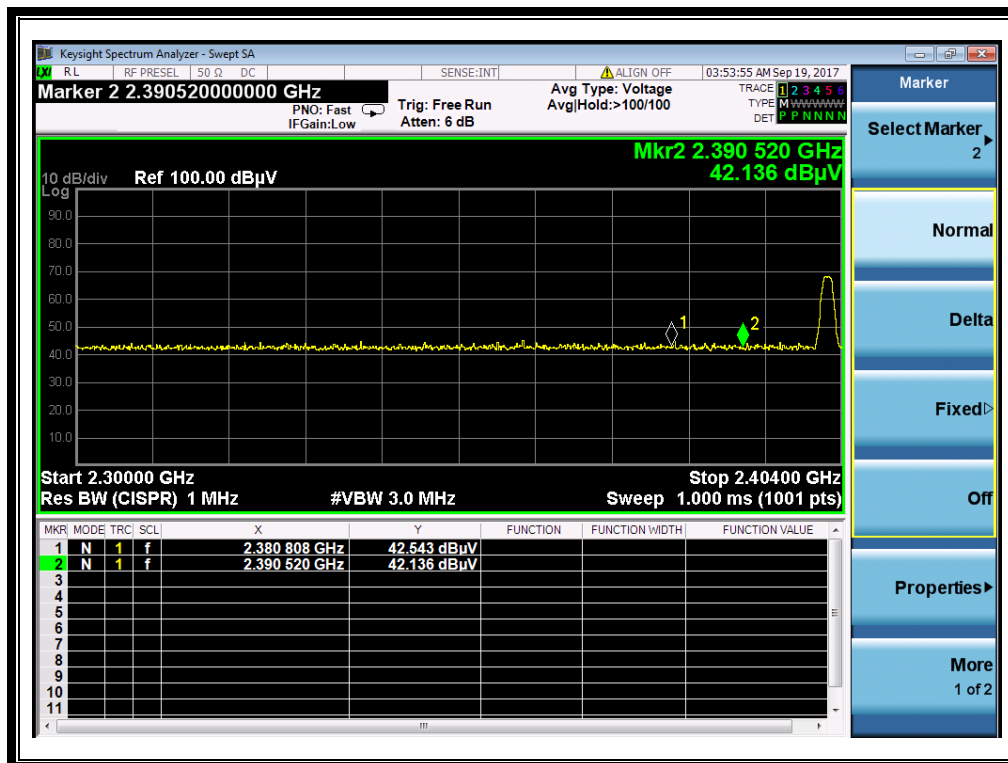 Keysight Spectrum Analyzer - Swept SA
LXI RL RF PRESEL 50 Ω DC SENSE:INT ALIGN OFF 03:53:55 AM Sep 19, 2017
Marker 2 2.390520000000 GHz
PNO: Fast
IFGain:Low
Trig: Free Run
Atten: 6 dB
Avg Type: Voltage
Avg|Hold:>100/100
TRACE 1 2 3 4 5 6
TYPE M WWWWW
DET P P N N N N
Mkr2 2.390 520 GHz
42.136 dBµV
10 dB/div Ref 100.00 dBµV
Log
90.0
80.0
70.0
60.0
50.0
40.0
30.0
20.0
10.0
1
2
Start 2.30000 GHz Stop 2.40400 GHz
Res BW (CISPR) 1 MHz #VBW 3.0 MHz Sweep 1.000 ms (1001 pts)
MKR MODE TRC SCL X Y FUNCTION FUNCTION WIDTH FUNCTION VALUE
1 N 1 f 2.380 808 GHz 42.543 dBµV
2 N 1 f 2.390 520 GHz 42.136 dBµV
3
4
5
6
7
8
9
10
11
Marker
Select Marker
2
Normal
Delta
Fixed
Off
Properties
More
1 of 2